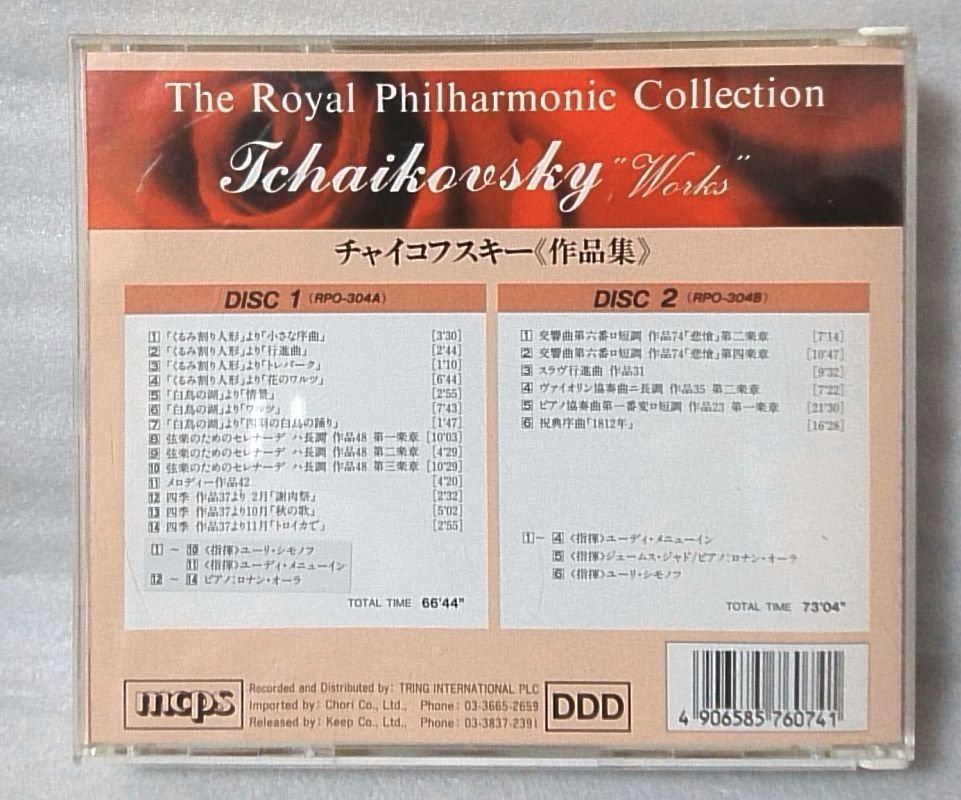 The Royal Philharmonic Collection
Tchaikovsky "Works"
チャイコフスキー《作品集》
DISC 1 (RPO-304A)
1 「くるみ割り人形」より「小さな序曲」 [3'30]
2 「くるみ割り人形」より「行進曲」 [2'44]
3 「くるみ割り人形」より「トレパーク」 [1'10]
4 「くるみ割り人形」より「花のワルツ」 [6'44]
5 「白鳥の湖」より「情景」 [2'55]
6 「白鳥の湖」より「ワルツ」 [7'43]
7 「白鳥の湖」より「四羽の白鳥の踊り」 [1'47]
8 弦楽のためのセレナーデ ハ長調 作品48 第一楽章 [10'03]
9 弦楽のためのセレナーデ ハ長調 作品48 第二楽章 [4'29]
10 弦楽のためのセレナーデ ハ長調 作品48 第三楽章 [10'29]
11 メロディー作品42 [4'20]
12 四季 作品37より 2月「謝肉祭」 [2'32]
13 四季 作品37より10月「秋の歌」 [5'02]
14 四季 作品37より11月「トロイカで」 [2'55]
1 ～ 10 〈指揮〉ユーリ・シモノフ
11 〈指揮〉ユーディ・メニューイン
12 ～ 14 ピアノ:ロナン・オーラ
TOTAL TIME 66'44"
DISC 2 (RPO-304B)
1 交響曲第六番ロ短調 作品74「悲愴」第二楽章 [7'14]
2 交響曲第六番ロ短調 作品74「悲愴」第四楽章 [10'47]
3 スラヴ行進曲 作品31 [9'32]
4 ヴァイオリン協奏曲ニ長調 作品35 第二楽章 [7'22]
5 ピアノ協奏曲第一番変ロ短調 作品23 第一楽章 [21'30]
6 祝典序曲「1812年」 [16'28]
1～ 4 〈指揮〉ユーディ・メニューイン
5 〈指揮〉ジェームス・ジャド/ピアノ:ロナン・オーラ
6 〈指揮〉ユーリ・シモノフ
TOTAL TIME 73'04"
mcps
Recorded and Distributed by: TRING INTERNATIONAL PLC
Imported by: Chori Co., Ltd., Phone: 03-3665-2659
Released by: Keep Co., Ltd., Phone: 03-3837-2391
DDD
4 906585 760741